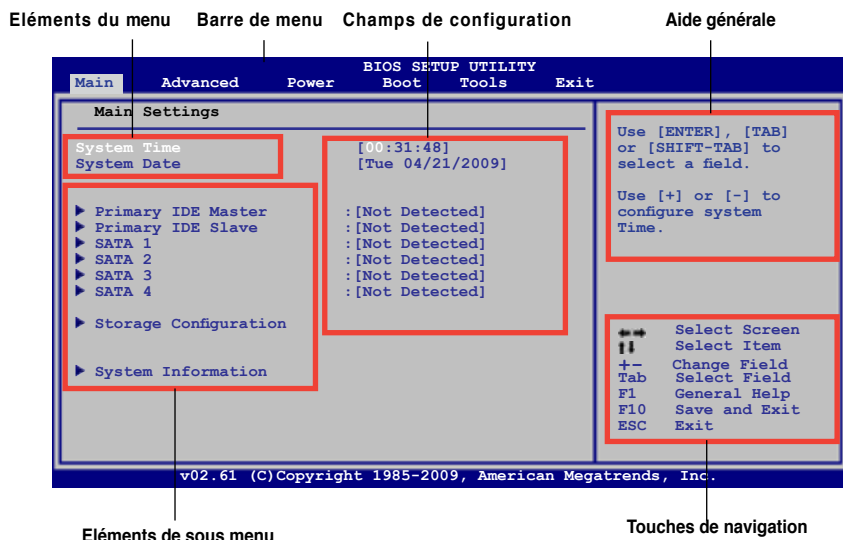 Eléments du menu Barre de menu Champs de configuration Aide générale
BIOS SETUP UTILITY
Main Advanced Power Boot Tools Exit
Main Settings
System Time [00:31:48]
System Date [Tue 04/21/2009]
Primary IDE Master :[Not Detected]
Primary IDE Slave :[Not Detected]
SATA 1 :[Not Detected]
SATA 2 :[Not Detected]
SATA 3 :[Not Detected]
SATA 4 :[Not Detected]
Storage Configuration
System Information
Use [ENTER], [TAB]
or [SHIFT-TAB] to
select a field.
Use [+] or [-] to
configure system
Time.
Select Screen
Select Item
+- Change Field
Tab Select Field
F1 General Help
F10 Save and Exit
ESC Exit
v02.61 (C)Copyright 1985-2009, American Megatrends, Inc.
Eléments de sous menu Touches de navigation